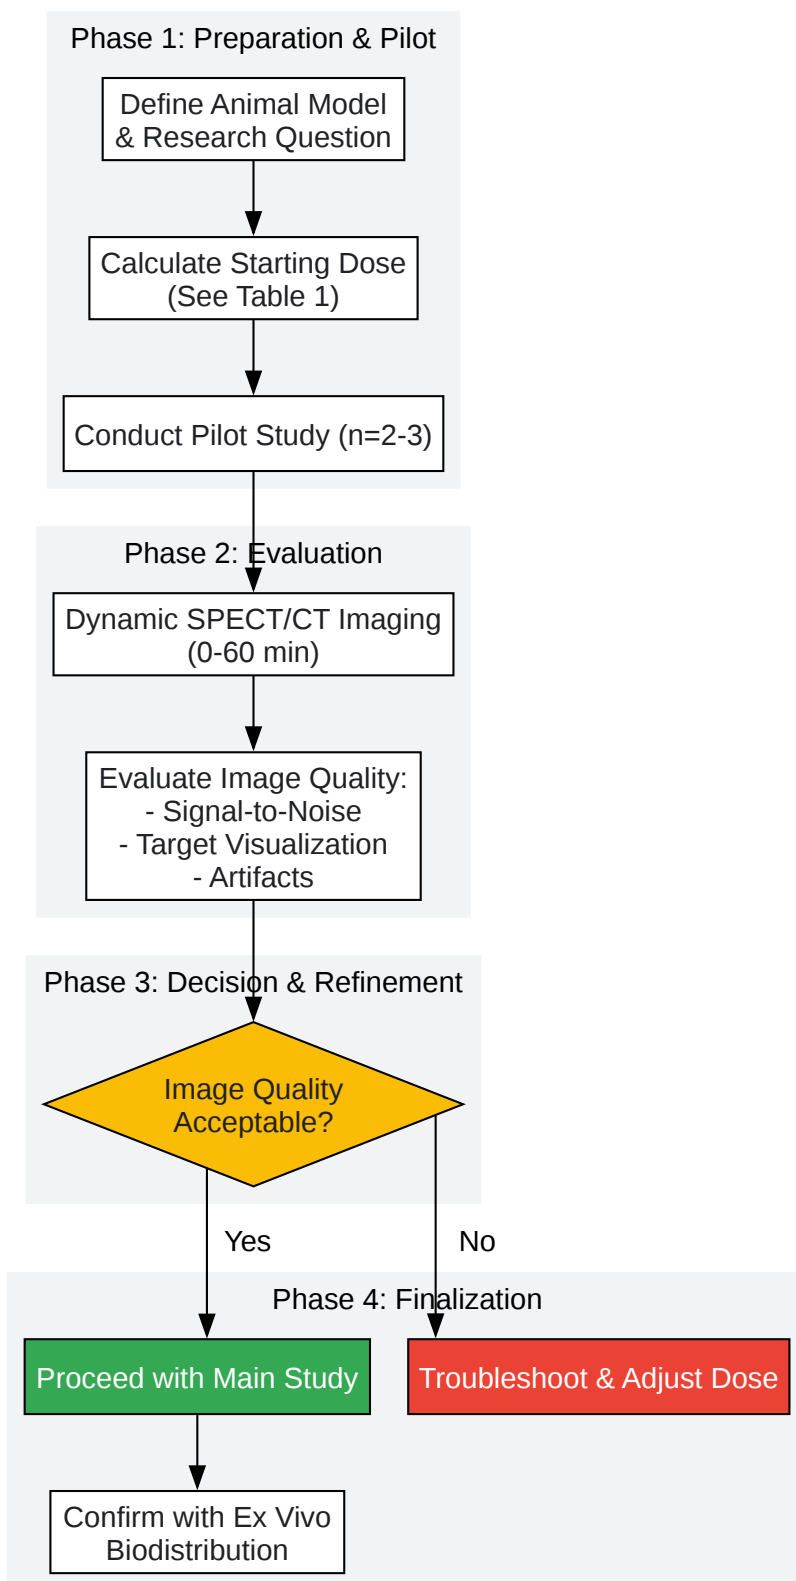 Phase 1: Preparation & Pilot
Define Animal Model
& Research Question
Calculate Starting Dose
(See Table 1)
Conduct Pilot Study (n=2-3)
Phase 2: Evaluation
Dynamic SPECT/CT Imaging
(0-60 min)
Evaluate Image Quality:
- Signal-to-Noise
- Target Visualization
- Artifacts
Phase 3: Decision & Refinement
Image Quality
Acceptable?
Yes
No
Phase 4: Finalization
Proceed with Main Study
Troubleshoot & Adjust Dose
Confirm with Ex Vivo
Biodistribution